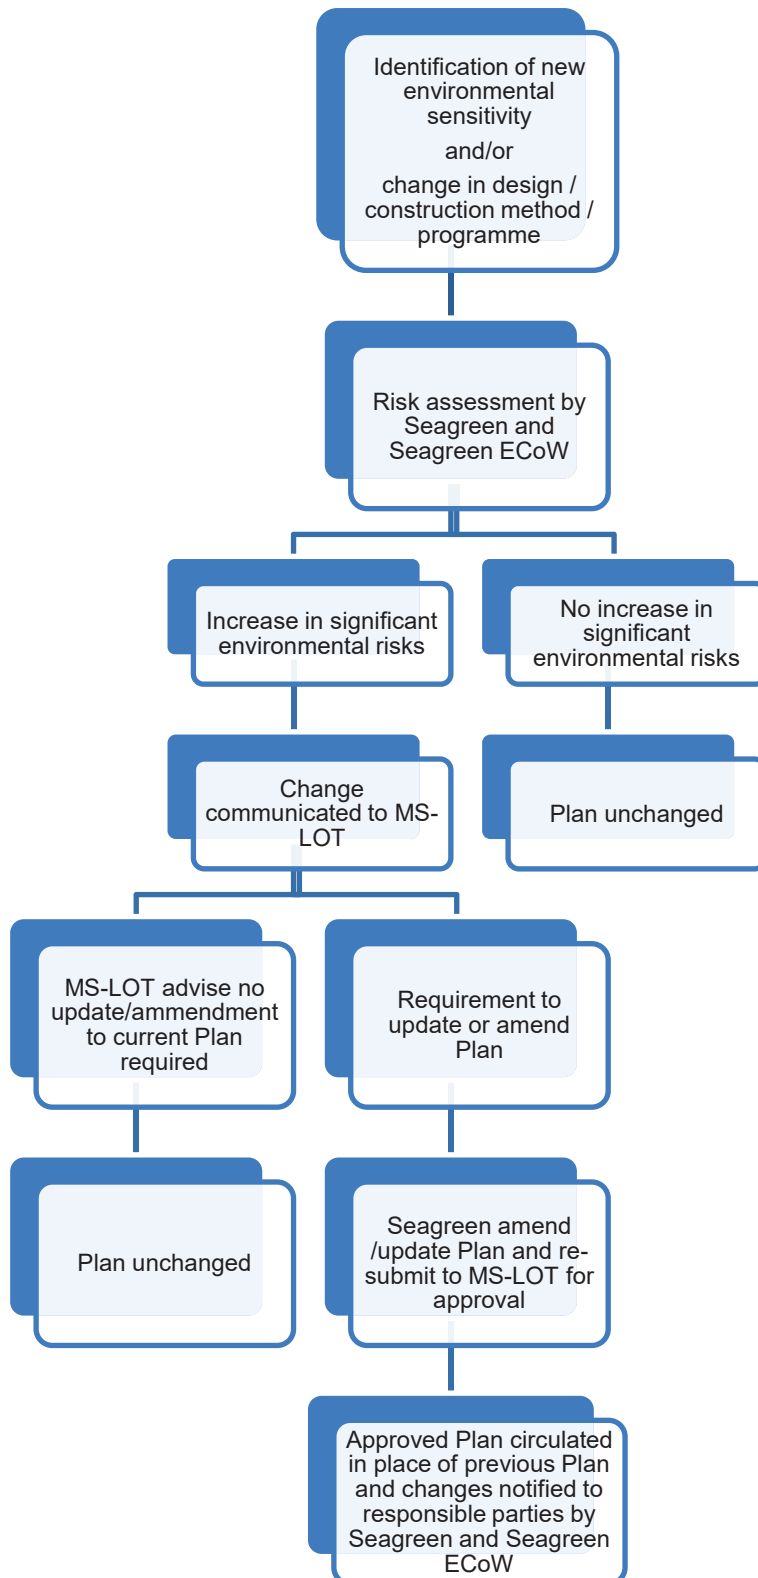 Identification of new
environmental
sensitivity
and/or
change in design /
construction method /
programme
Risk assessment by
Seagreen and
Seagreen ECoW
Increase in significant
environmental risks
No increase in
significant
environmental risks
Change
communicated to MS-
LOT
Plan unchanged
MS-LOT advise no
update/ammendment
to current Plan
required
Requirement to
update or amend
Plan
Plan unchanged
Seagreen amend
/update Plan and re-
submit to MS-LOT for
approval
Approved Plan circulated
in place of previous Plan
and changes notified to
responsible parties by
Seagreen and Seagreen
ECoW